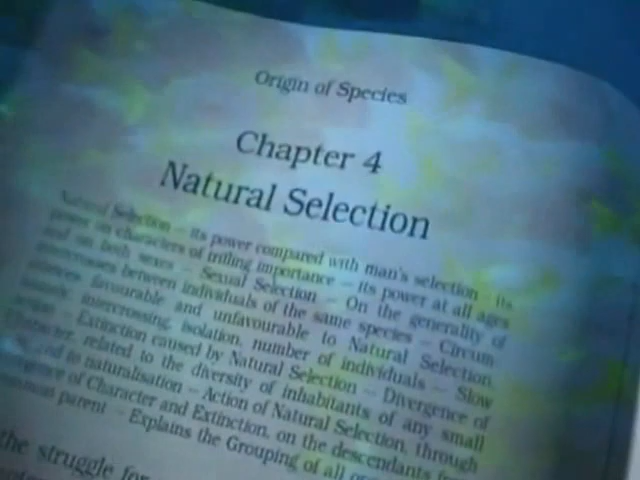 Origin of Species
Chapter 4
Natural Selection
Natural Selection – its power compared with man's selection – its
power on characters of trifling importance – its power at all ages
and on both sexes – Sexual Selection – On the generality of
intercrosses between individuals of the same species – Circum
stances favourable and unfavourable to Natural Selection,
intercrossing, isolation, number of individuals – Slow
action – Extinction caused by Natural Selection – Divergence of
Character, related to the diversity of inhabitants of any small
to naturalisation – Action of Natural Selection, through
of Character and Extinction, on the descendants
common parent – Explains the Grouping of all
the struggle for